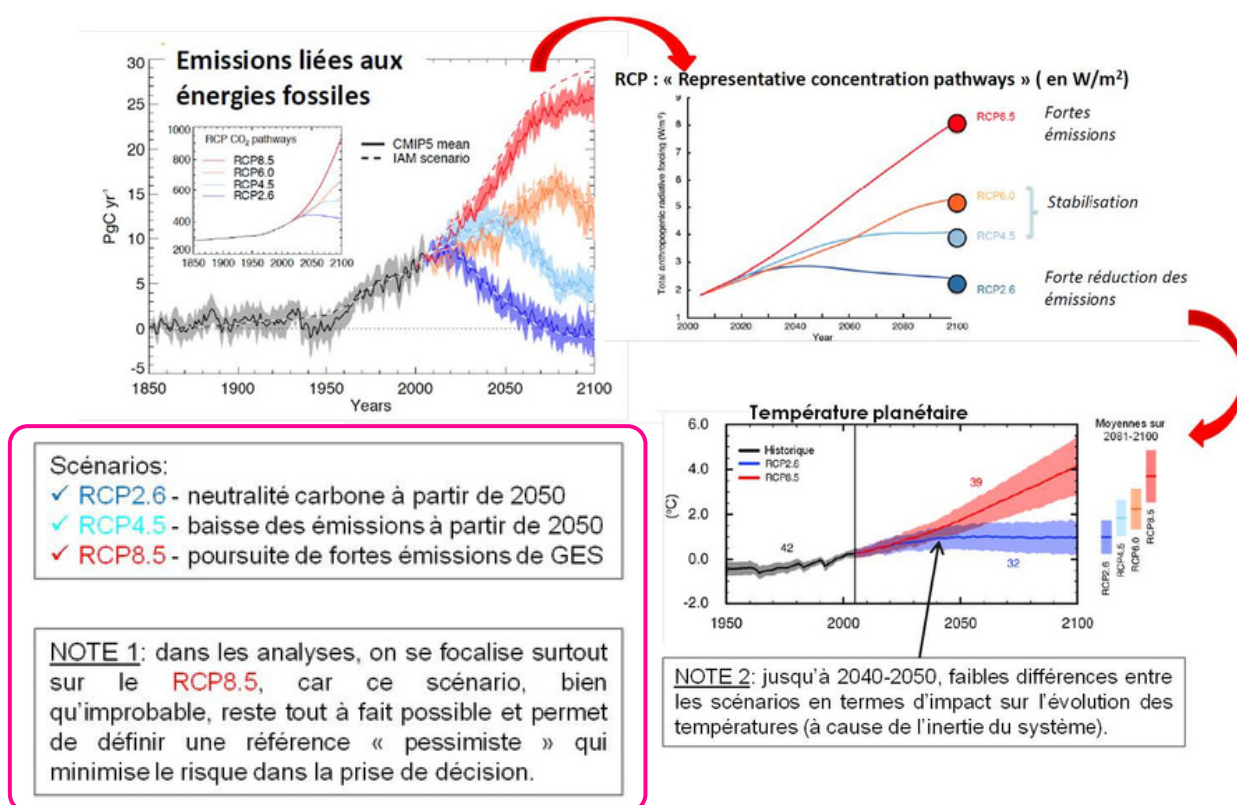 Emissions liées aux
énergies fossiles
30
25
20
15
10
5
0
-5
PgC yr⁻¹
1850 1900 1950 2000 2050 2100
Years
1000
800
600
400
200
RCP CO₂ pathways
RCP8.5
RCP6.0
RCP4.5
RCP2.6
1850 1900 1950 2000 2050 2100
CMIP5 mean
IAM scenario
RCP : « Representative concentration pathways » ( en W/m²)
9
8
7
6
5
4
3
2
1
Total anthropogenic radiative forcing (W/m²)
2000 2020 2040 2060 2080 2100
Year
RCP8.5
RCP6.0
RCP4.5
RCP2.6
Fortes
émissions
Stabilisation
Forte réduction des
émissions
Scénarios:
✓ RCP2.6 - neutralité carbone à partir de 2050
✓ RCP4.5 - baisse des émissions à partir de 2050
✓ RCP8.5 - poursuite de fortes émissions de GES
NOTE 1: dans les analyses, on se focalise surtout
sur le RCP8.5, car ce scénario, bien
qu'improbable, reste tout à fait possible et permet
de définir une référence « pessimiste » qui
minimise le risque dans la prise de décision.
Température planétaire
Moyennes sur
2081-2100
6.0
4.0
2.0
0.0
-2.0
(°C)
Historique
RCP2.6
RCP8.5
42
39
32
1950 2000 2050 2100
RCP2.6
RCP4.5
RCP6.0
RCP8.5
NOTE 2: jusqu'à 2040-2050, faibles différences entre
les scénarios en termes d'impact sur l'évolution des
températures (à cause de l'inertie du système).